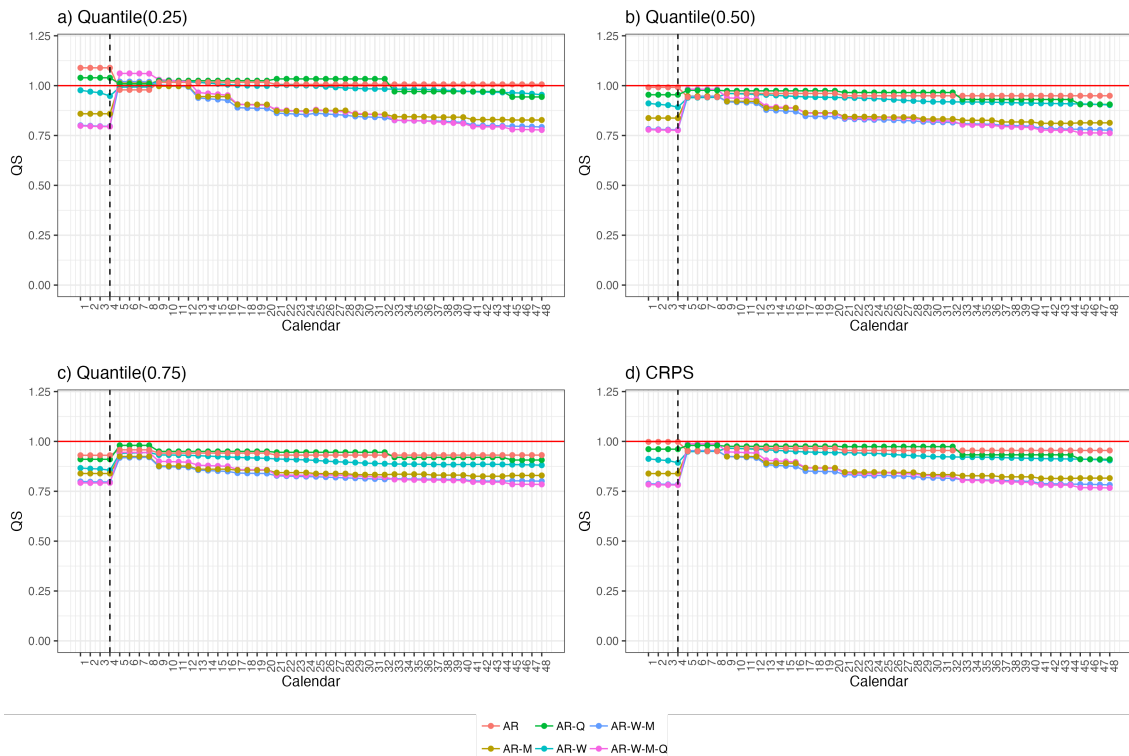 a) Quantile(0.25)
b) Quantile(0.50)
QS
1.25
1.00
0.75
0.50
0.25
0.00
1 2 3 4 5 6 7 8 9 10 11 12 13 14 15 16 17 18 19 20 21 22 23 24 25 26 27 28 29 30 31 32 33 34 35 36 37 38 39 40 41 42 43 44 45 46 47 48
Calendar
QS
1.25
1.00
0.75
0.50
0.25
0.00
1 2 3 4 5 6 7 8 9 10 11 12 13 14 15 16 17 18 19 20 21 22 23 24 25 26 27 28 29 30 31 32 33 34 35 36 37 38 39 40 41 42 43 44 45 46 47 48
Calendar
c) Quantile(0.75)
d) CRPS
QS
1.25
1.00
0.75
0.50
0.25
0.00
1 2 3 4 5 6 7 8 9 10 11 12 13 14 15 16 17 18 19 20 21 22 23 24 25 26 27 28 29 30 31 32 33 34 35 36 37 38 39 40 41 42 43 44 45 46 47 48
Calendar
QS
1.25
1.00
0.75
0.50
0.25
0.00
1 2 3 4 5 6 7 8 9 10 11 12 13 14 15 16 17 18 19 20 21 22 23 24 25 26 27 28 29 30 31 32 33 34 35 36 37 38 39 40 41 42 43 44 45 46 47 48
Calendar
AR AR-Q AR-W-M
AR-M AR-W AR-W-M-Q